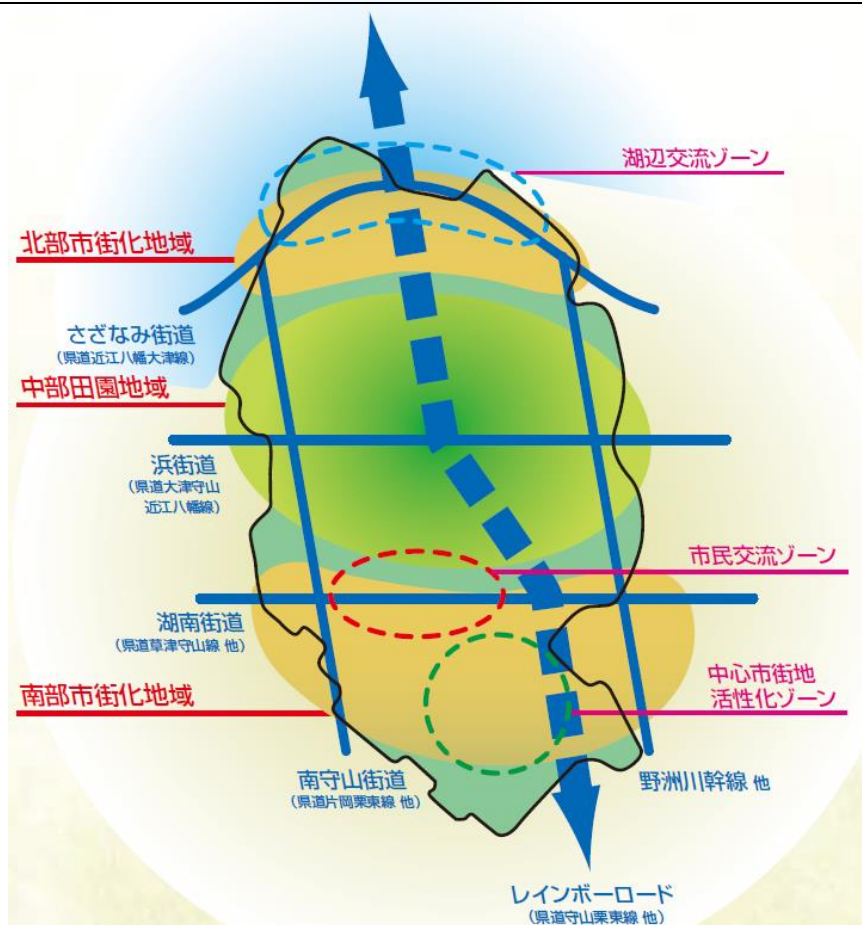 湖辺交流ゾーン
北部市街化地域
さざなみ街道
(県道近江八幡大津線)
中部田園地域
浜街道
(県道大津守山
近江八幡線)
市民交流ゾーン
湖南街道
(県道草津守山線 他)
中心市街地
活性化ゾーン
南部市街化地域
南守山街道
(県道片岡栗東線 他)
野洲川幹線 他
レインボーロード
(県道守山栗東線 他)